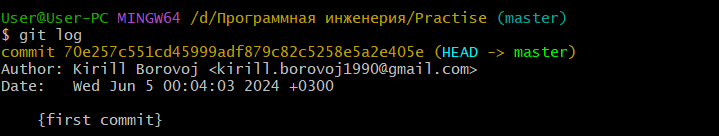 User@User-PC MINGW64 /d/Программная инженерия/Practise (master)
$ git log
commit 70e257c551cd45999adf879c82c5258e5a2e405e (HEAD -> master)
Author: Kirill Borovoj <kirill.borovoj1990@gmail.com>
Date:   Wed Jun 5 00:04:03 2024 +0300
    {first commit}